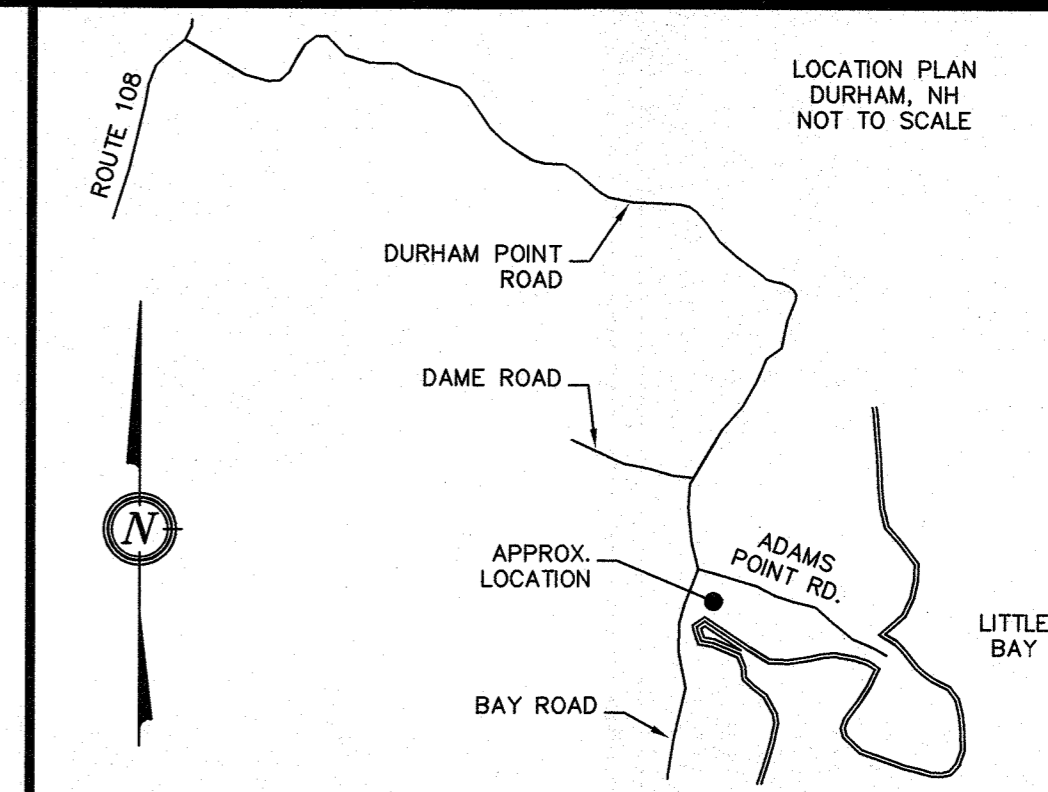 LOCATION PLAN
DURHAM, NH
NOT TO SCALE
ROUTE 108
DURHAM POINT
ROAD
DAME ROAD
N
APPROX.
LOCATION
ADAMS
POINT RD.
LITTLE
BAY
BAY ROAD